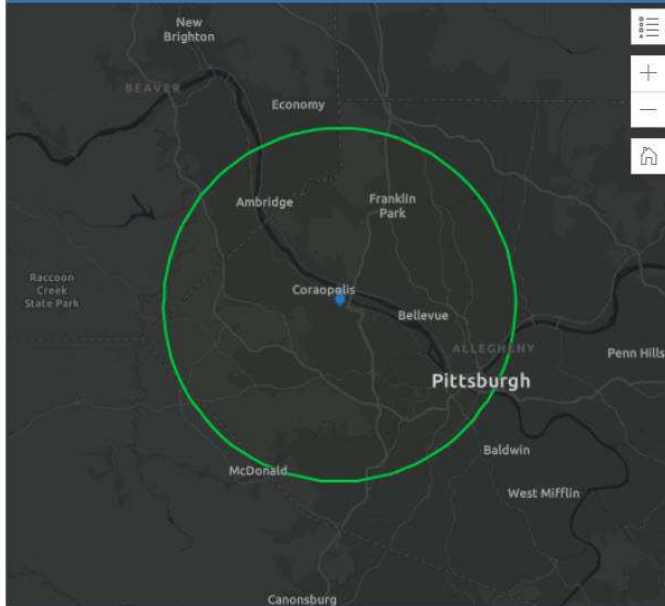 New
Brighton
BEAVER
Economy
Ambridge
Franklin
Park
Raccoon
Creek
State Park
Coraopolis
Bellevue
ALLEGHENY
Penn Hills
Pittsburgh
Baldwin
McDonald
West Mifflin
Canonsburg